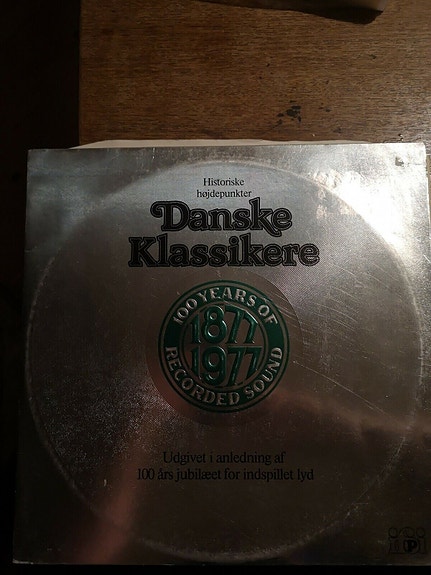 Historiske
højdepunkter
Danske
Klassikere
100 YEARS OF
1877
1977
RECORDED SOUND
Udgivet i anledning af
100 års jubilæet for indspillet lyd